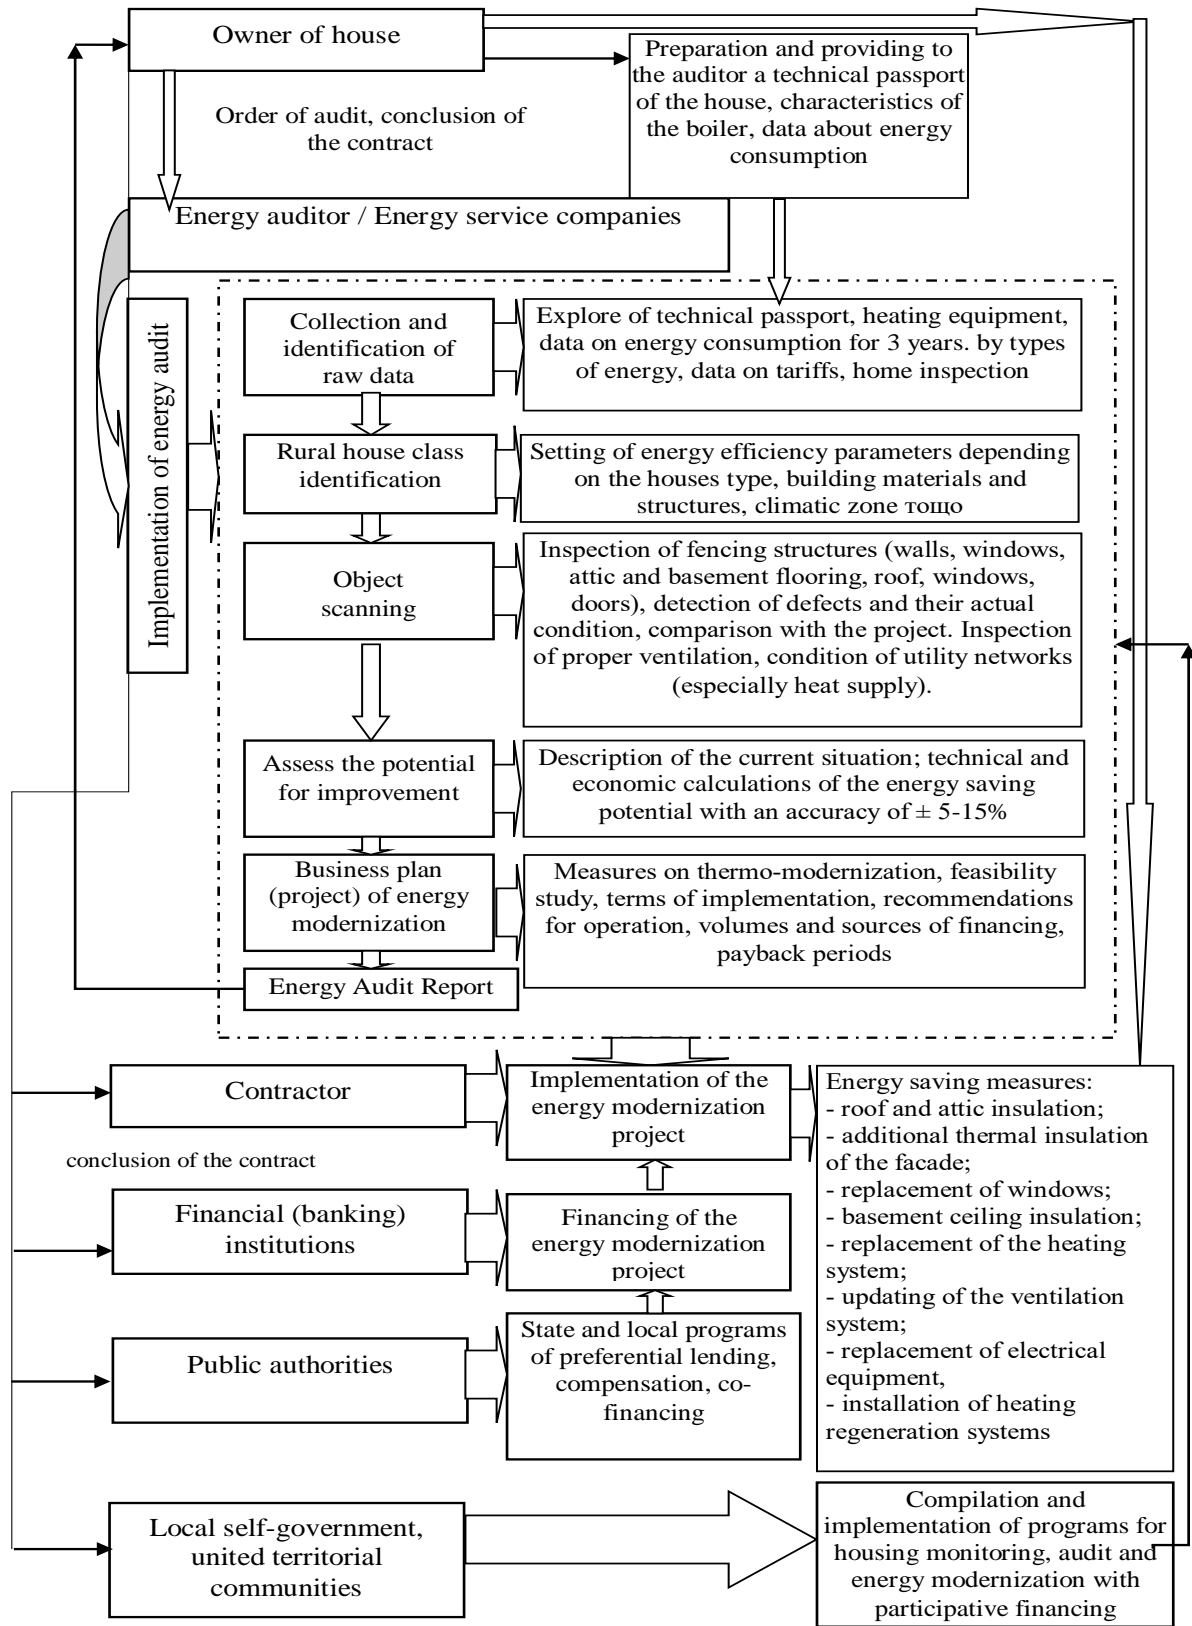 Owner of house
Preparation and providing to
the auditor a technical passport
of the house, characteristics of
the boiler, data about energy
consumption
Order of audit, conclusion of
the contract
Energy auditor / Energy service companies
Implementation of energy audit
Collection and
identification of
raw data
Explore of technical passport, heating equipment,
data on energy consumption for 3 years. by types
of energy, data on tariffs, home inspection
Rural house class
identification
Setting of energy efficiency parameters depending
on the houses type, building materials and
structures, climatic zone тощо
Object
scanning
Inspection of fencing structures (walls, windows,
attic and basement flooring, roof, windows,
doors), detection of defects and their actual
condition, comparison with the project. Inspection
of proper ventilation, condition of utility networks
(especially heat supply).
Assess the potential
for improvement
Description of the current situation; technical and
economic calculations of the energy saving
potential with an accuracy of ± 5-15%
Business plan
(project) of energy
modernization
Measures on thermo-modernization, feasibility
study, terms of implementation, recommendations
for operation, volumes and sources of financing,
payback periods
Energy Audit Report
Contractor
Implementation of the
energy modernization
project
Energy saving measures:
- roof and attic insulation;
- additional thermal insulation
of the facade;
- replacement of windows;
- basement ceiling insulation;
- replacement of the heating
system;
- updating of the ventilation
system;
- replacement of electrical
equipment,
- installation of heating
regeneration systems
conclusion of the contract
Financial (banking)
institutions
Financing of the
energy modernization
project
Public authorities
State and local programs
of preferential lending,
compensation, co-
financing
Local self-government,
united territorial
communities
Compilation and
implementation of programs for
housing monitoring, audit and
energy modernization with
participative financing